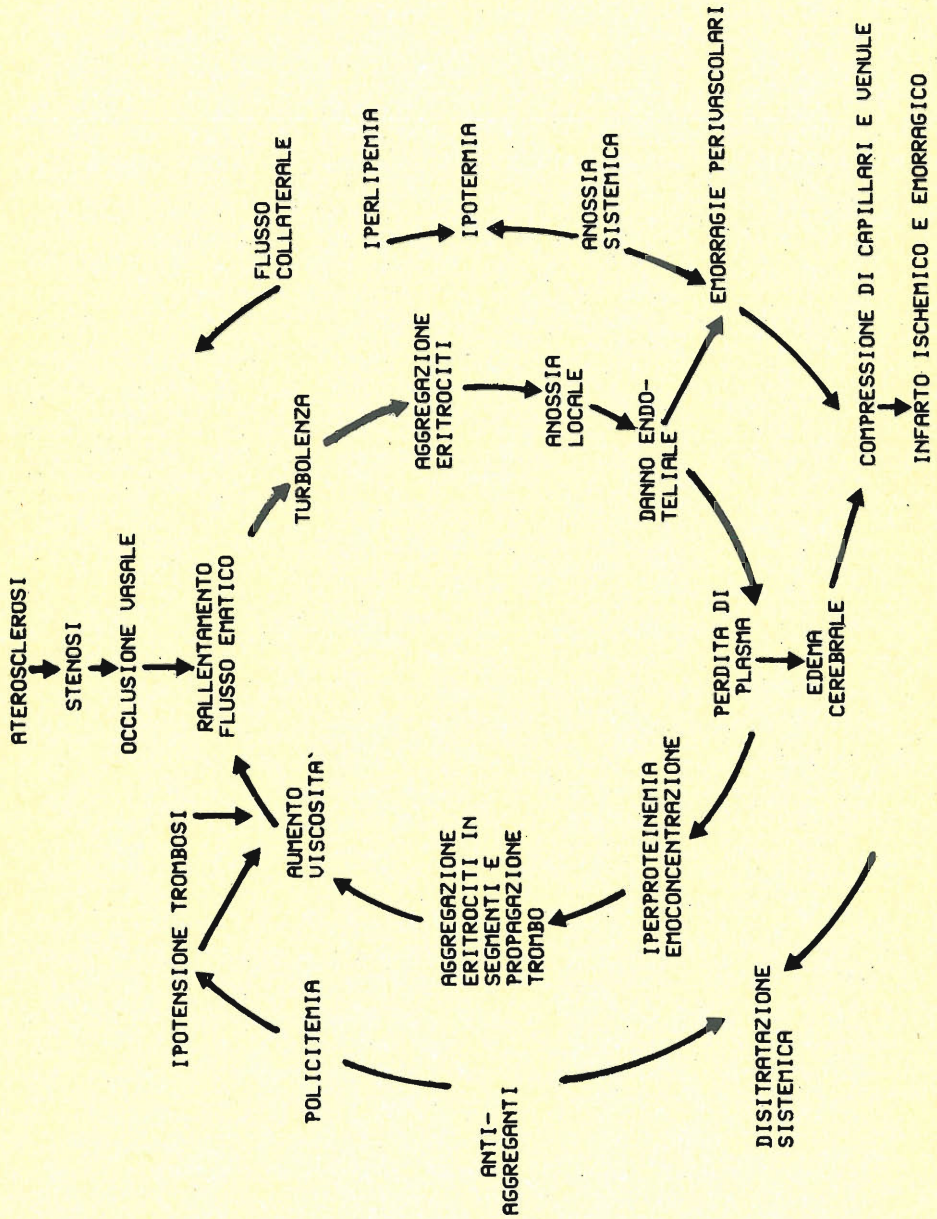 ATEROSCLEROSI
STENOSI
OCCLUSIONE VASALE
RALLENTAMENTO
FLUSSO EMATICO
IPOTENSIONE TROMBOSI
AUMENTO
VISCOSITA'
POLICITEMIA
ANTI-
AGGREGANTI
AGGREGAZIONE
ERITROCITI IN
SEGMENTI E
PROPAGAZIONE
TROMBO
IPERPROTEINEMIA
EMOCONCENTRAZIONE
DISITRATAZIONE
SISTEMICA
TURBOLENZA
FLUSSO
COLLATERALE
AGGREGAZIONE
ERITROCITI
IPERLIPEMIA
IPOTERMIA
ANOSSIA
LOCALE
ANOSSIA
SISTEMICA
DANNO ENDO-
TELIALE
EMORRAGIE PERIVASCOLARI
PERDITA DI
PLASMA
EDEMA
CEREBRALE
COMPRESSIONE DI CAPILLARI E VENULE
INFARTO ISCHEMICO E EMORRAGICO